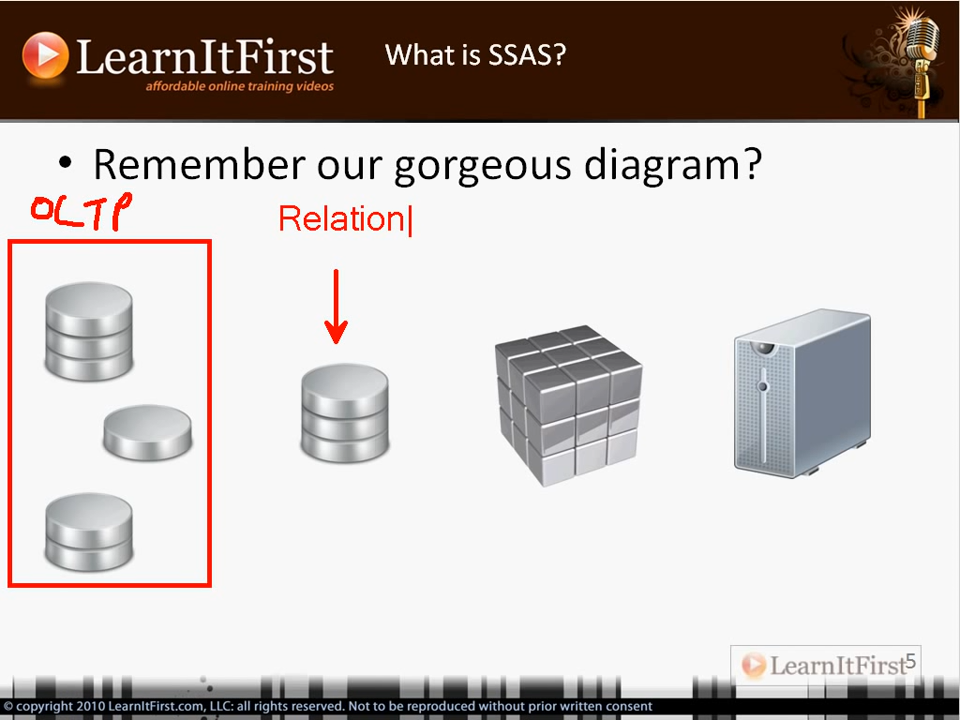 LearnItFirst
affordable online training videos
What is SSAS?
• Remember our gorgeous diagram?
OLTP
Relation|
LearnItFirst
5
© copyright 2010 LearnItFirst.com, LLC: all rights reserved. Not to be reproduced without prior written consent